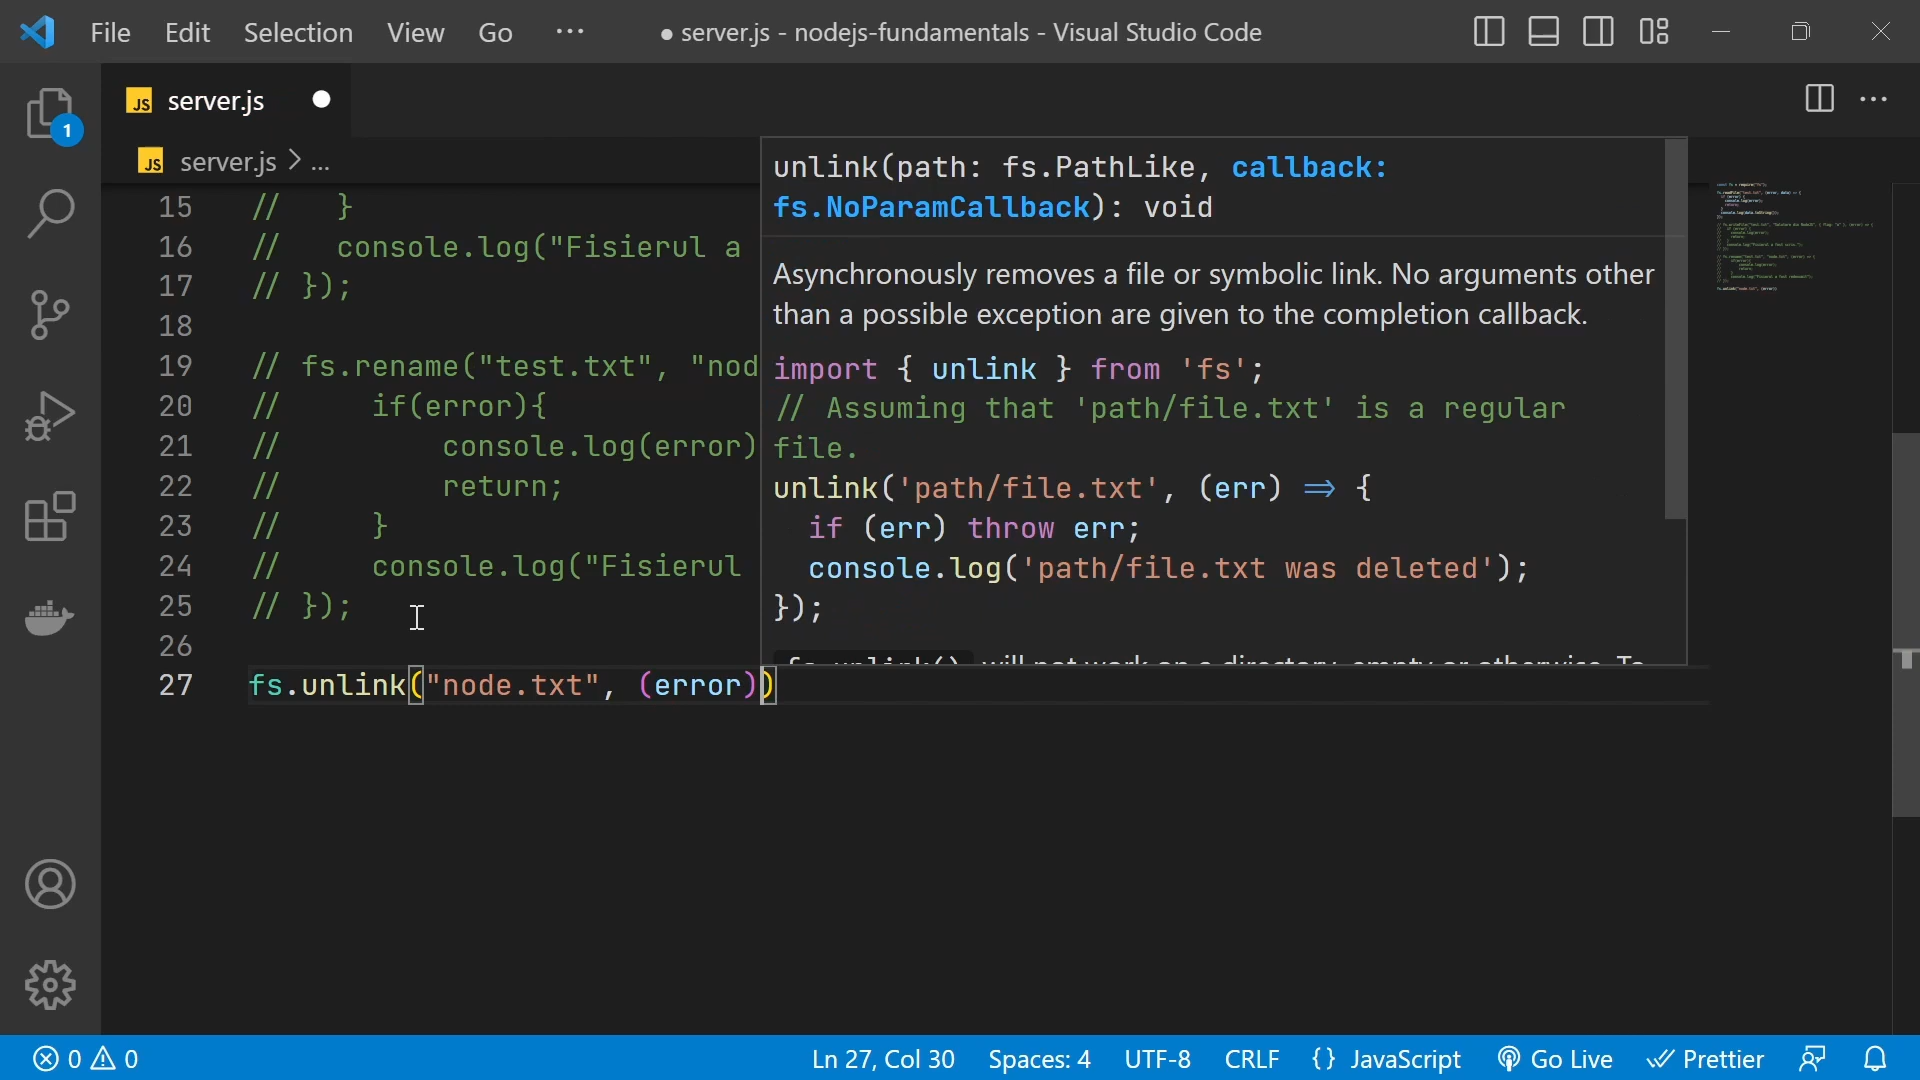 File Edit Selection View Go ··· ● server.js - nodejs-fundamentals - Visual Studio Code
JS server.js
JS server.js > ...
1
15 //   }
16 //   console.log("Fisierul a
17 // });
18
19 // fs.rename("test.txt", "nod
20 //     if(error){
21 //         console.log(error)
22 //         return;
23 //     }
24 //     console.log("Fisierul
25 // });
26
27 fs.unlink("node.txt", (error))
unlink(path: fs.PathLike, callback:
fs.NoParamCallback): void
Asynchronously removes a file or symbolic link. No arguments other
than a possible exception are given to the completion callback.
import { unlink } from 'fs';
// Assuming that 'path/file.txt' is a regular
file.
unlink('path/file.txt', (err) => {
  if (err) throw err;
  console.log('path/file.txt was deleted');
});
fs.unlink() will not work on a directory, empty or otherwise. To
0 0 Ln 27, Col 30 Spaces: 4 UTF-8 CRLF {} JavaScript Go Live Prettier